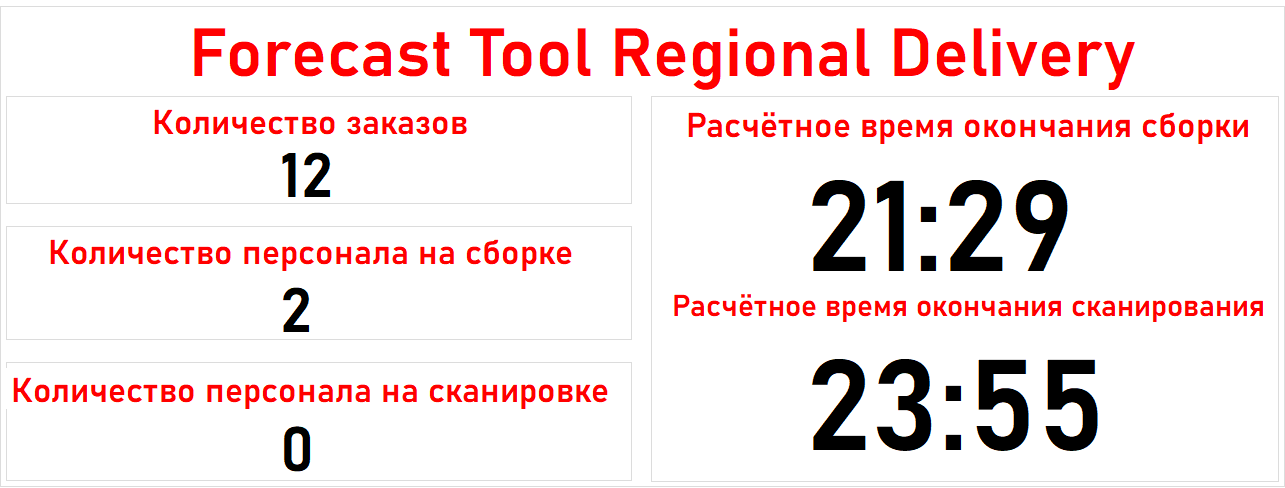 Forecast Tool Regional Delivery
Количество заказов
12
Количество персонала на сборке
2
Количество персонала на сканировке
0
Расчётное время окончания сборки
21:29
Расчётное время окончания сканирования
23:55